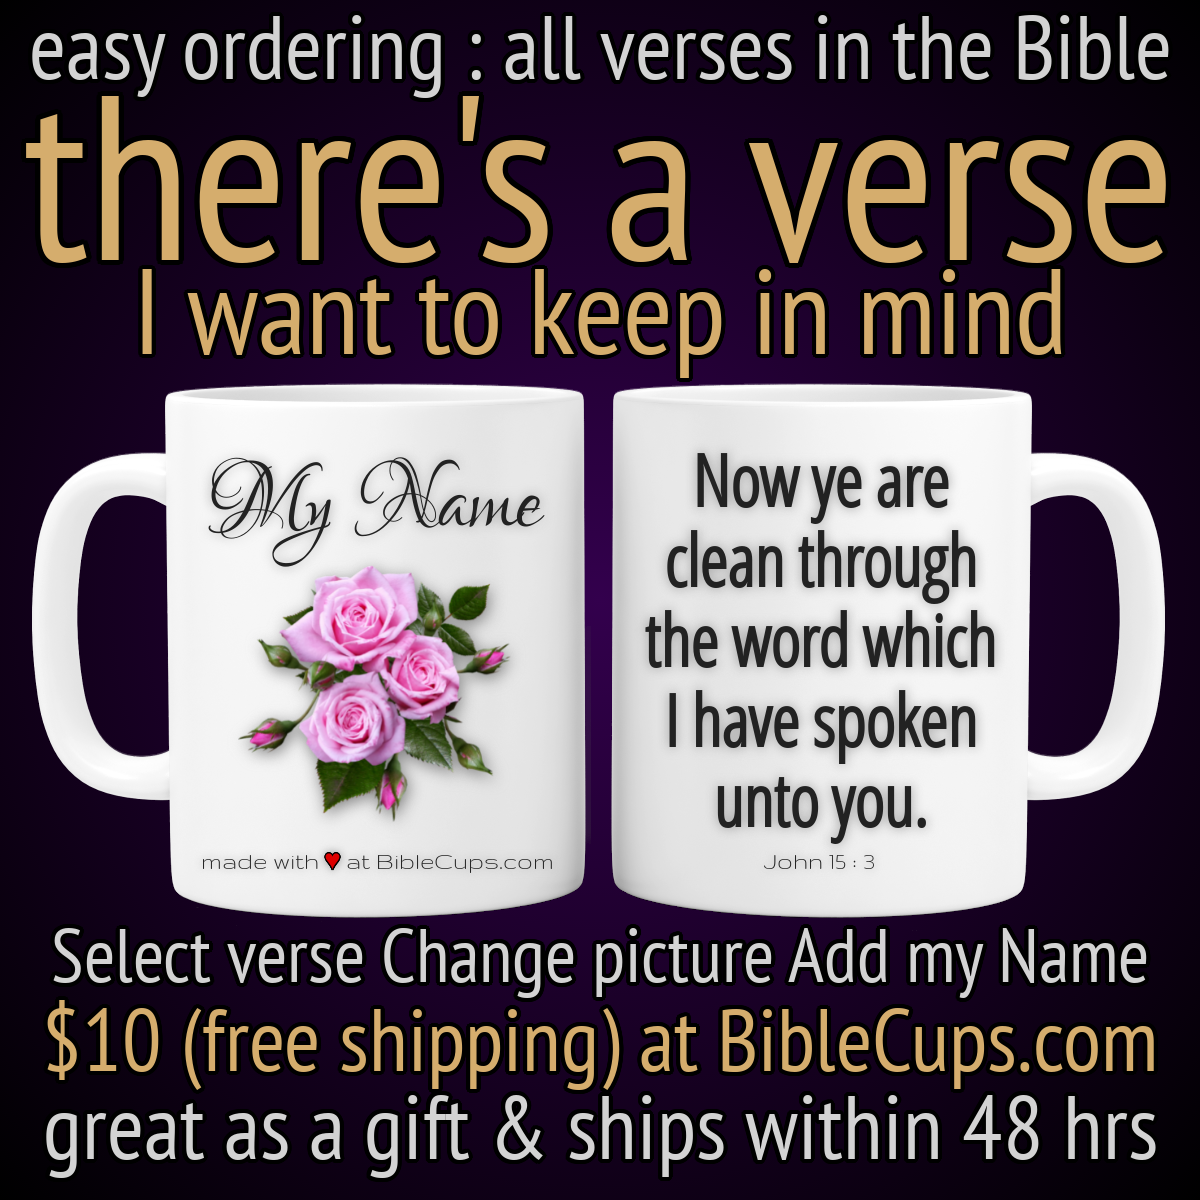 easy ordering : all verses in the Bible
there's a verse
I want to keep in mind
My Name
made with ❤ at BibleCups.com
Now ye are
clean through
the word which
I have spoken
unto you.
John 15 : 3
Select verse Change picture Add my Name
$10 (free shipping) at BibleCups.com
great as a gift & ships within 48 hrs